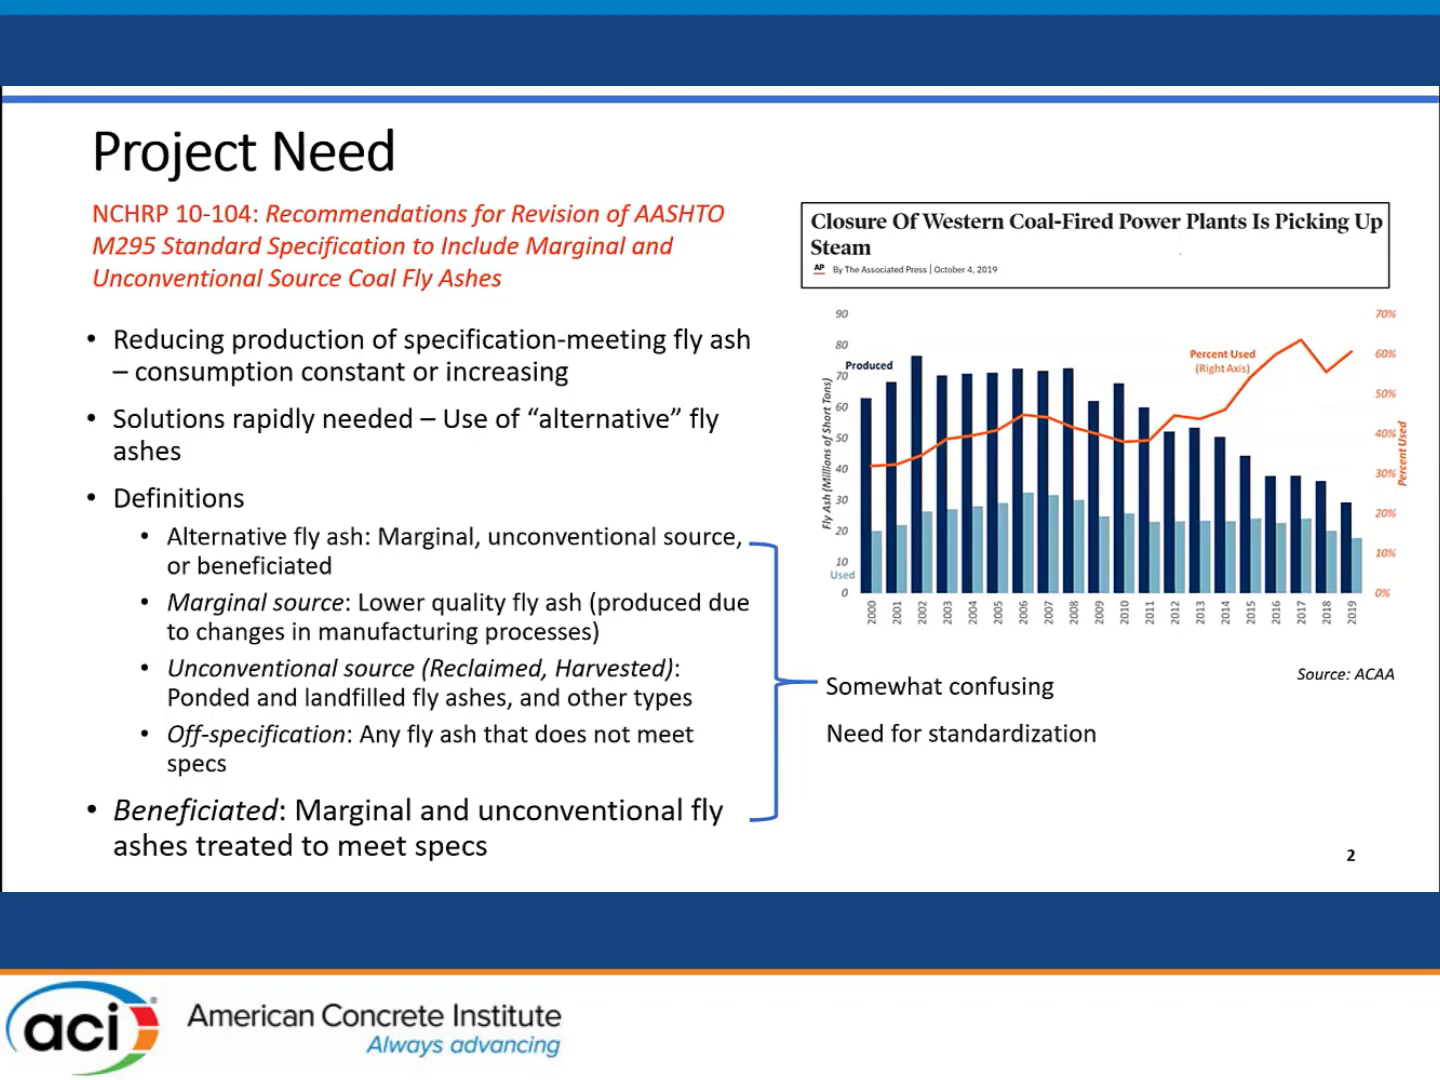 Project Need
NCHRP 10-104: Recommendations for Revision of AASHTO
M295 Standard Specification to Include Marginal and
Unconventional Source Coal Fly Ashes
• Reducing production of specification-meeting fly ash
– consumption constant or increasing
• Solutions rapidly needed – Use of “alternative” fly
ashes
• Definitions
• Alternative fly ash: Marginal, unconventional source,
or beneficiated
• Marginal source: Lower quality fly ash (produced due
to changes in manufacturing processes)
• Unconventional source (Reclaimed, Harvested):
Ponded and landfilled fly ashes, and other types
• Off-specification: Any fly ash that does not meet
specs
• Beneficiated: Marginal and unconventional fly
ashes treated to meet specs
Closure Of Western Coal-Fired Power Plants Is Picking Up
Steam
AP By The Associated Press | October 4, 2019
90
80
70
60
50
40
30
20
10
0
Fly Ash (Millions of Short Tons)
Produced
Used
Percent Used
(Right Axis)
70%
60%
50%
40%
30%
20%
10%
0%
Percent Used
2000
2001
2002
2003
2004
2005
2006
2007
2008
2009
2010
2011
2012
2013
2014
2015
2016
2017
2018
2019
Source: ACAA
Somewhat confusing
Need for standardization
2
aci
American Concrete Institute
Always advancing